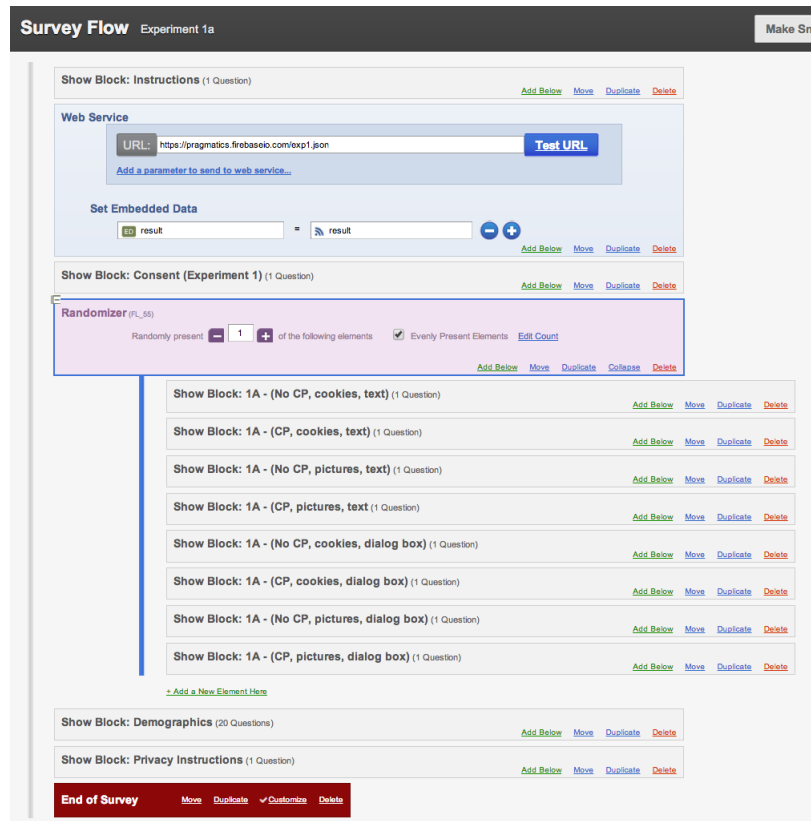 Survey Flow Experiment 1a
Make Sn
Show Block: Instructions (1 Question)
Add Below Move Duplicate Delete
Web Service
URL: https://pragmatics.firebaseio.com/exp1.json Test URL
Add a parameter to send to web service...
Set Embedded Data
ED result = result
Add Below Move Duplicate Delete
Show Block: Consent (Experiment 1) (1 Question)
Add Below Move Duplicate Delete
Randomizer (FL_55)
Randomly present 1 of the following elements Evenly Present Elements Edit Count
Add Below Move Duplicate Collapse Delete
Show Block: 1A - (No CP, cookies, text) (1 Question)
Add Below Move Duplicate Delete
Show Block: 1A - (CP, cookies, text) (1 Question)
Add Below Move Duplicate Delete
Show Block: 1A - (No CP, pictures, text) (1 Question)
Add Below Move Duplicate Delete
Show Block: 1A - (CP, pictures, text (1 Question)
Add Below Move Duplicate Delete
Show Block: 1A - (No CP, cookies, dialog box) (1 Question)
Add Below Move Duplicate Delete
Show Block: 1A - (CP, cookies, dialog box) (1 Question)
Add Below Move Duplicate Delete
Show Block: 1A - (No CP, pictures, dialog box) (1 Question)
Add Below Move Duplicate Delete
Show Block: 1A - (CP, pictures, dialog box) (1 Question)
Add Below Move Duplicate Delete
+ Add a New Element Here
Show Block: Demographics (20 Questions)
Add Below Move Duplicate Delete
Show Block: Privacy Instructions (1 Question)
Add Below Move Duplicate Delete
End of Survey Move Duplicate Customize Delete